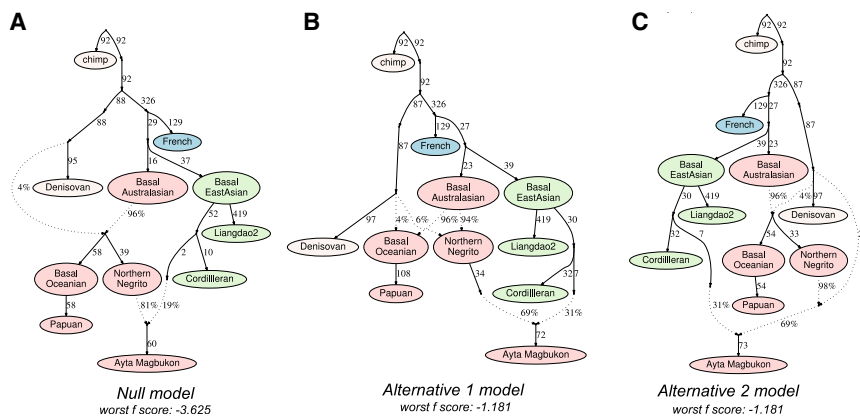 A
92 92
chimp
92
88 326
88 29 129
French
95 16 37
4% Denisovan Basal Australasian Basal EastAsian
96% 52 419
Liangdao2
58 39 2 10
Basal Oceanian Northern Negrito Cordillleran
58 81% 19%
Papuan
60
Ayta Magbukon
Null model
worst f score: -3.625
B
92 92
chimp
92
87 326
129 27
French
23 39
Basal Australasian Basal EastAsian
97 4% 6% 96% 94% 419 30
Denisovan Basal Oceanian Northern Negrito Liangdao2
108 34 327
Papuan Cordillleran
69% 31%
72
Ayta Magbukon
Alternative 1 model
worst f score: -1.181
C
92 92
chimp
92
326 87
129 27
French 87
39 23
Basal EastAsian Basal Australasian
30 419 96% 4% 97
Liangdao2 Denisovan
32 7 54 33
Cordillleran Basal Oceanian Northern Negrito
54 98%
31% Papuan
69%
73
Ayta Magbukon
Alternative 2 model
worst f score: -1.181